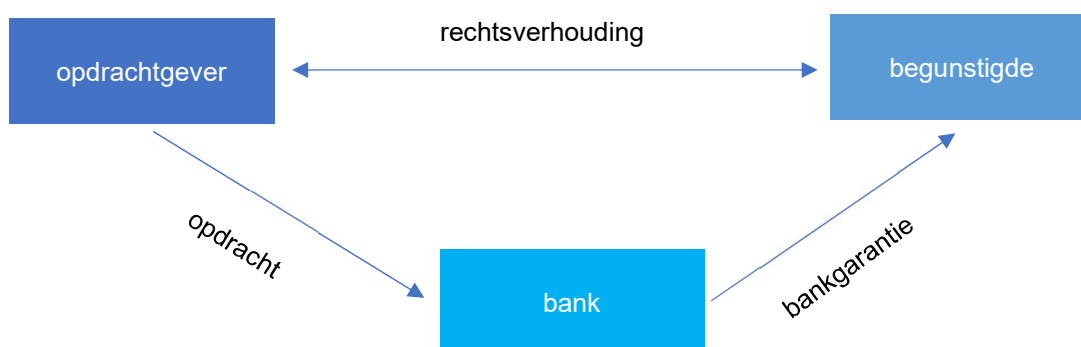 rechtsverhouding
opdrachtgever
begunstigde
opdracht
bankgarantie
bank